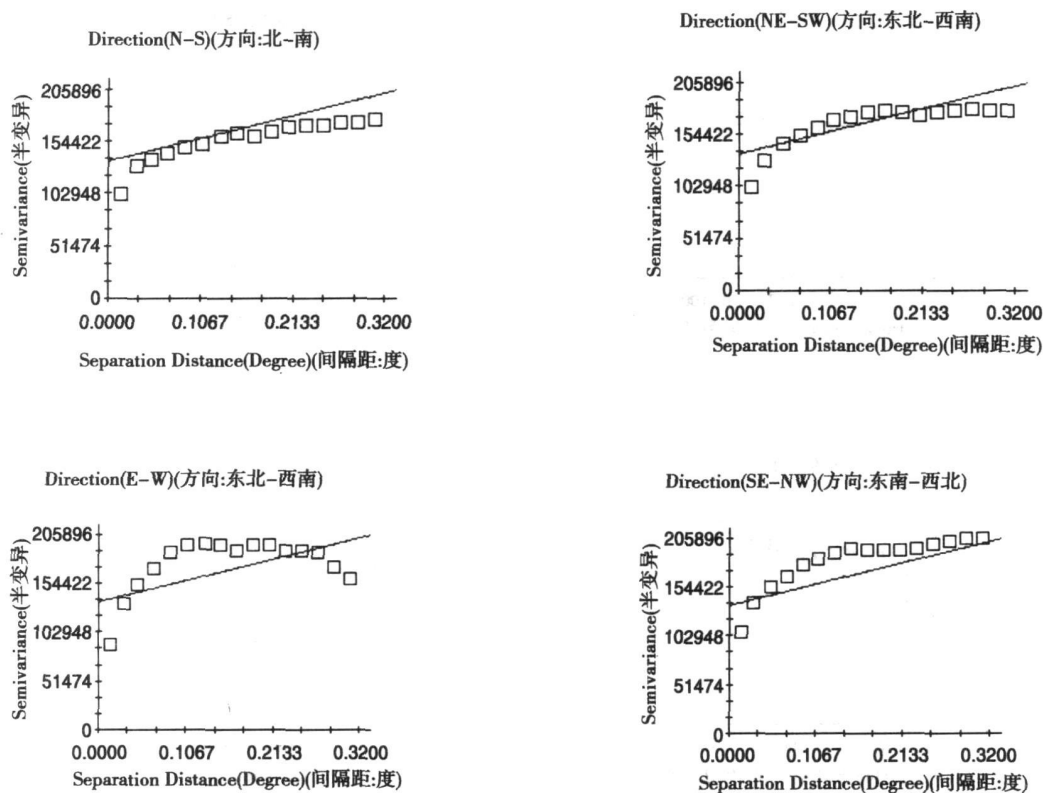 Direction(N-S)(方向:北~南)
Semivariance(半变异)
205896
154422
102948
51474
0
0.0000 0.1067 0.2133 0.3200
Separation Distance(Degree)(间隔距:度)
Direction(NE-SW)(方向:东北~西南)
Semivariance(半变异)
205896
154422
102948
51474
0
0.0000 0.1067 0.2133 0.3200
Separation Distance(Degree)(间隔距:度)
Direction(E-W)(方向:东北-西南)
Semivariance(半变异)
205896
154422
102948
51474
0
0.0000 0.1067 0.2133 0.3200
Separation Distance(Degree)(间隔距:度)
Direction(SE-NW)(方向:东南-西北)
Semivariance(半变异)
205896
154422
102948
51474
0
0.0000 0.1067 0.2133 0.3200
Separation Distance(Degree)(间隔距:度)